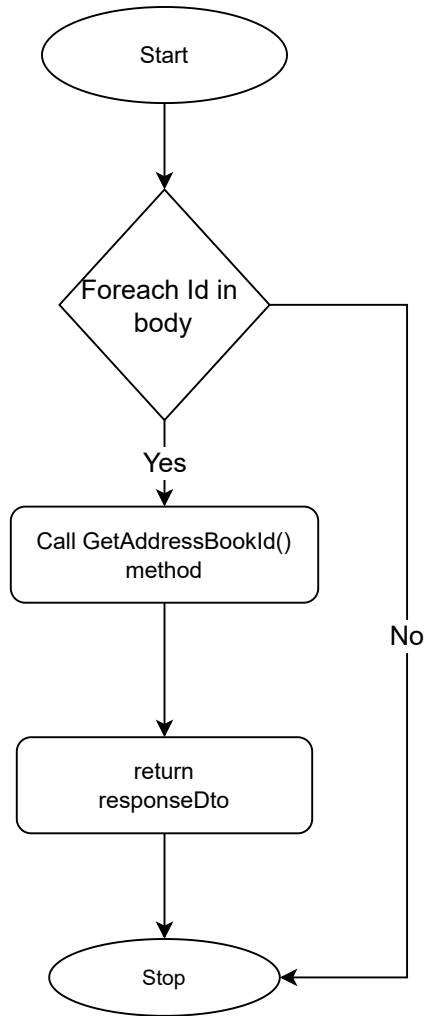 Start
Foreach Id in
body
Yes
Call GetAddressBookId()
method
No
return
responseDto
Stop